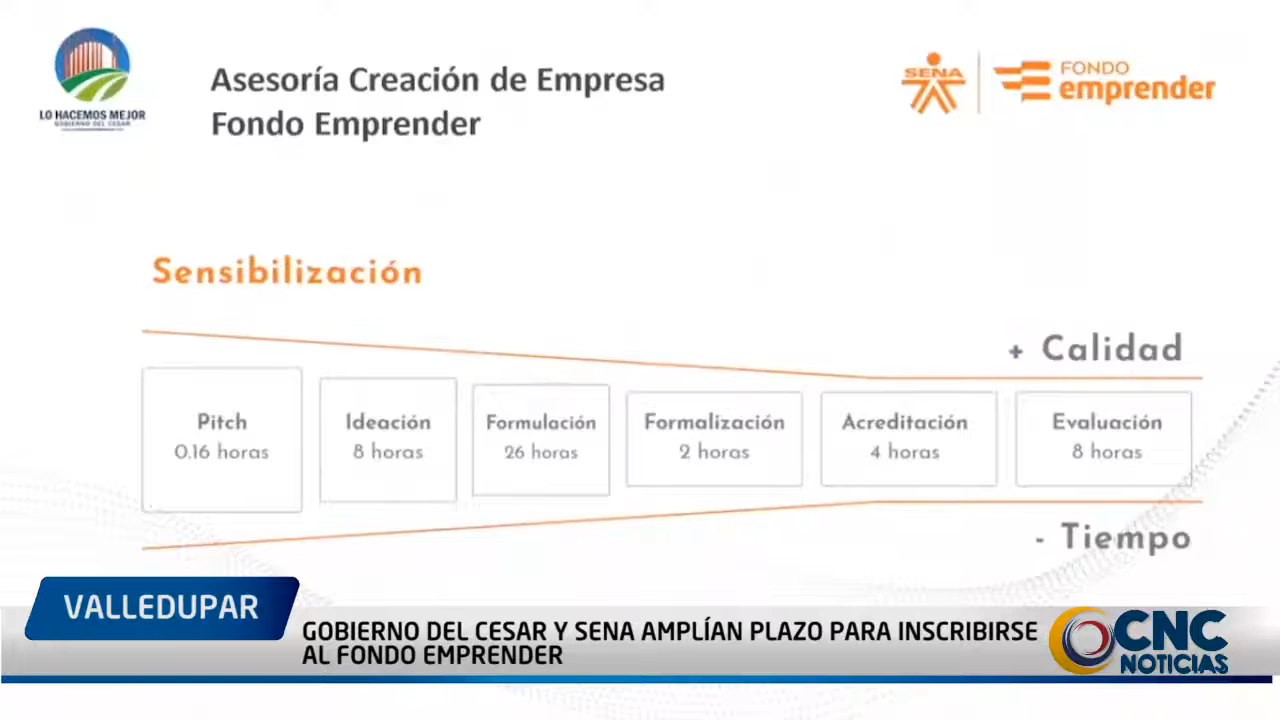 LO HACEMOS MEJOR
GOBIERNO DEL CESAR
Asesoría Creación de Empresa
Fondo Emprender
SENA
FONDO
emprender
Sensibilización
+ Calidad
Pitch
0.16 horas
Ideación
8 horas
Formulación
26 horas
Formalización
2 horas
Acreditación
4 horas
Evaluación
8 horas
- Tiempo
VALLEDUPAR
GOBIERNO DEL CESAR Y SENA AMPLÍAN PLAZO PARA INSCRIBIRSE
AL FONDO EMPRENDER
CNC
NOTICIAS